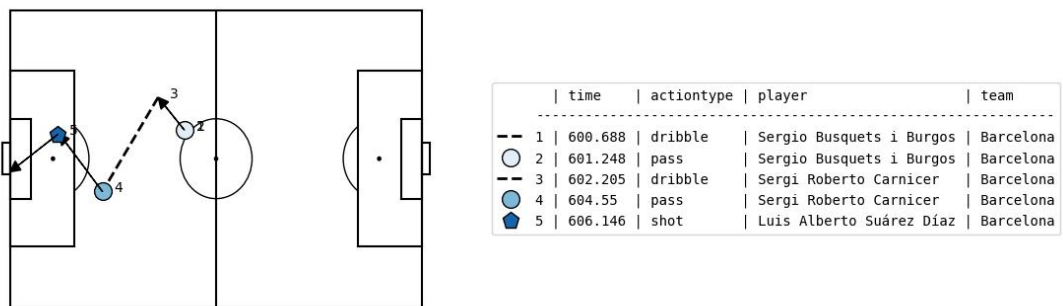 | time | actiontype | player | team
-----------------------------------------------------------------
1 | 600.688 | dribble | Sergio Busquets i Burgos | Barcelona
2 | 601.248 | pass | Sergio Busquets i Burgos | Barcelona
3 | 602.205 | dribble | Sergi Roberto Carnicer | Barcelona
4 | 604.55 | pass | Sergi Roberto Carnicer | Barcelona
5 | 606.146 | shot | Luis Alberto Suárez Díaz | Barcelona
3
5
4